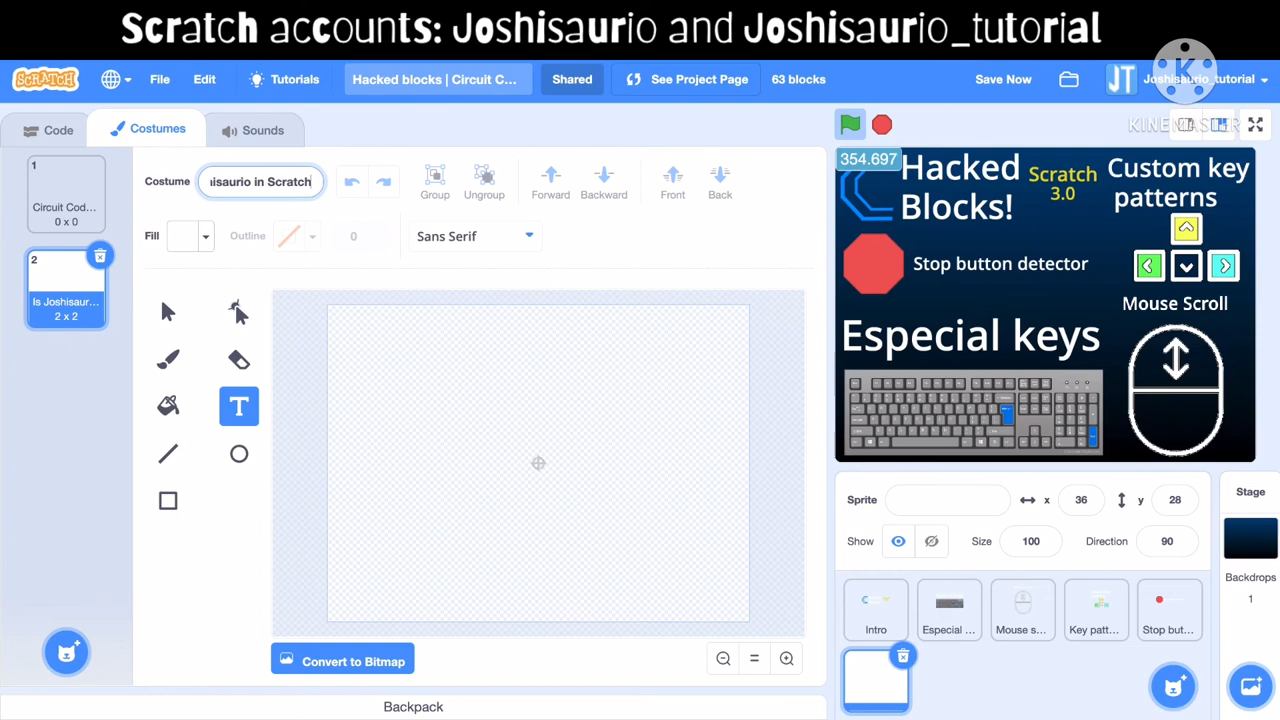 Scratch accounts: Joshisaurio and Joshisaurio_tutorial
SCRATCH File Edit Tutorials Hacked blocks | Circuit C... Shared See Project Page 63 blocks Save Now JT Joshisaurio_tutorial
KINEMASTER
Code Costumes Sounds
1
Circuit Cod...
0 x 0
2
Is Joshisaur...
2 x 2
Costume isaurio in Scratch Group Ungroup Forward Backward Front Back
Fill Outline 0 Sans Serif
T
Convert to Bitmap
Backpack
354.697
Hacked
Blocks!
Scratch
3.0
Custom key
patterns
Stop button detector
Mouse Scroll
Especial keys
Sprite x 36 y 28
Show Size 100 Direction 90
Intro Especial ... Mouse s... Key patt... Stop but...
Stage
Backdrops
1